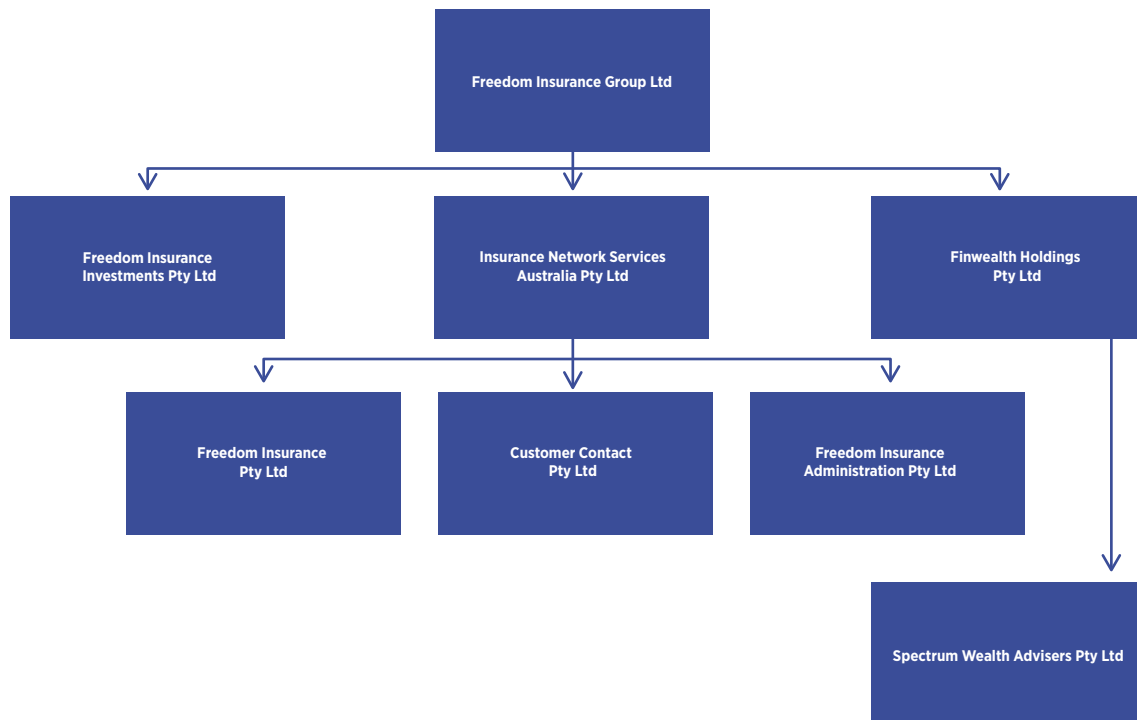 Freedom Insurance Group Ltd
Freedom Insurance
Investments Pty Ltd
Insurance Network Services
Australia Pty Ltd
Finwealth Holdings
Pty Ltd
Freedom Insurance
Pty Ltd
Customer Contact
Pty Ltd
Freedom Insurance
Administration Pty Ltd
Spectrum Wealth Advisers Pty Ltd